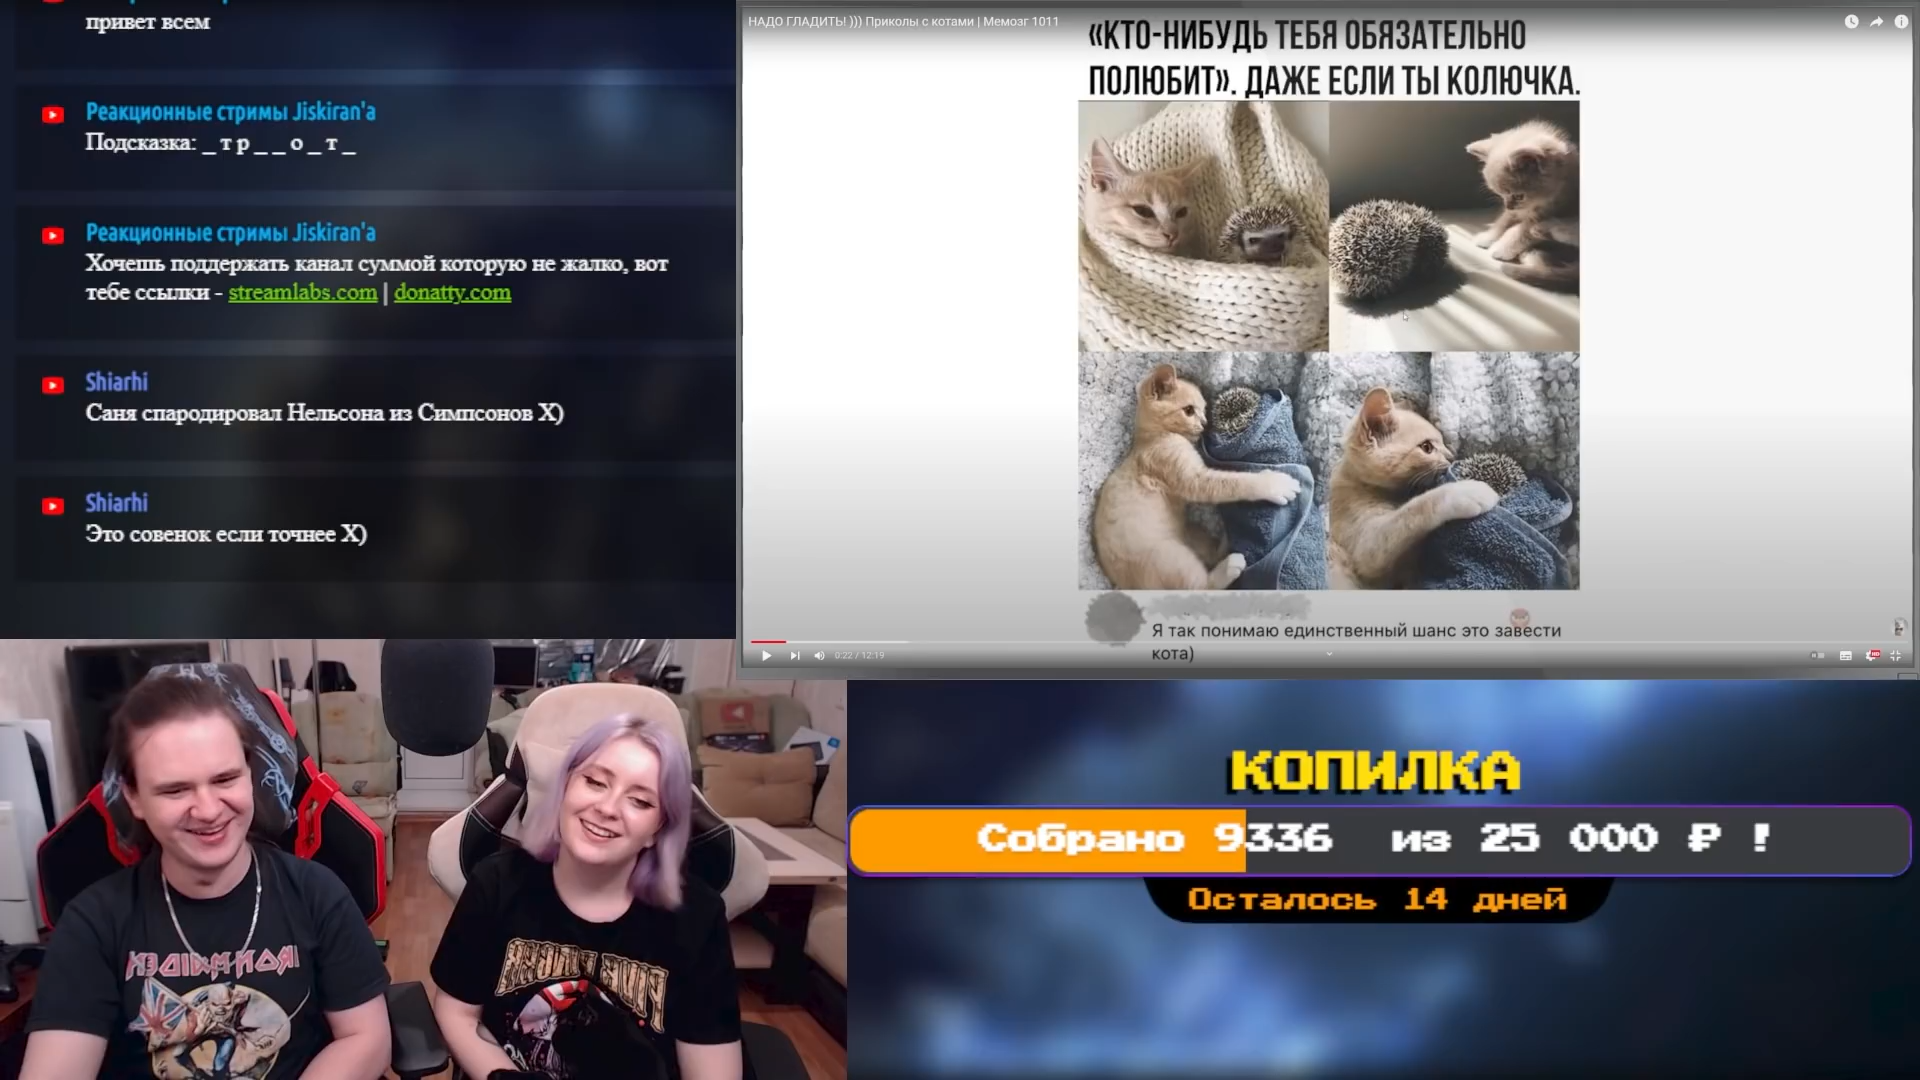 привет всем
Реакционные стримы Jiskiran'a
Подсказка: _ т р _ _ о _ т _
Реакционные стримы Jiskiran'a
Хочешь поддержать канал суммой которую не жалко, вот
тебе ссылки - streamlabs.com | donatty.com
Shiarhi
Саня спародировал Нельсона из Симпсонов X)
Shiarhi
Это совенок если точнее X)
НАДО ГЛАДИТЬ! ))) Приколы с котами | Мемозг 1011
«КТО-НИБУДЬ ТЕБЯ ОБЯЗАТЕЛЬНО
ПОЛЮБИТ». ДАЖЕ ЕСЛИ ТЫ КОЛЮЧКА.
Я так понимаю единственный шанс это завести
кота)
0:22 / 12:19
КОПИЛКА
Собрано 9336 из 25 000 ₽ !
Осталось 14 дней
IRON MAIDEN
FIVE FINGER